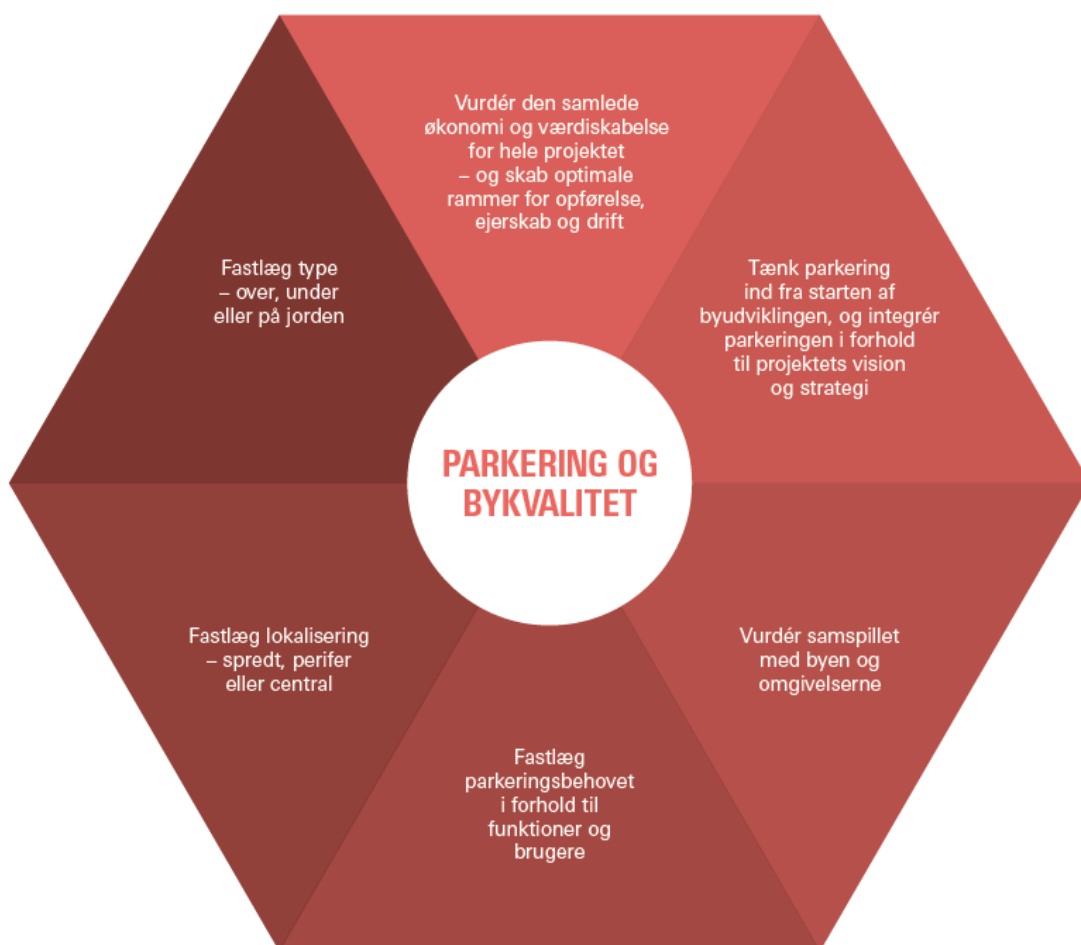 Vurdér den samlede
økonomi og værdiskabelse
for hele projektet
– og skab optimale
rammer for opførelse,
ejerskab og drift
Tænk parkering
ind fra starten af
byudviklingen, og integrér
parkeringen i forhold
til projektets vision
og strategi
Vurdér samspillet
med byen og
omgivelserne
Fastlæg
parkeringsbehovet
i forhold til
funktioner og
brugere
Fastlæg lokalisering
– spredt, perifer
eller central
Fastlæg type
– over, under
eller på jorden
PARKERING OG
BYKVALITET